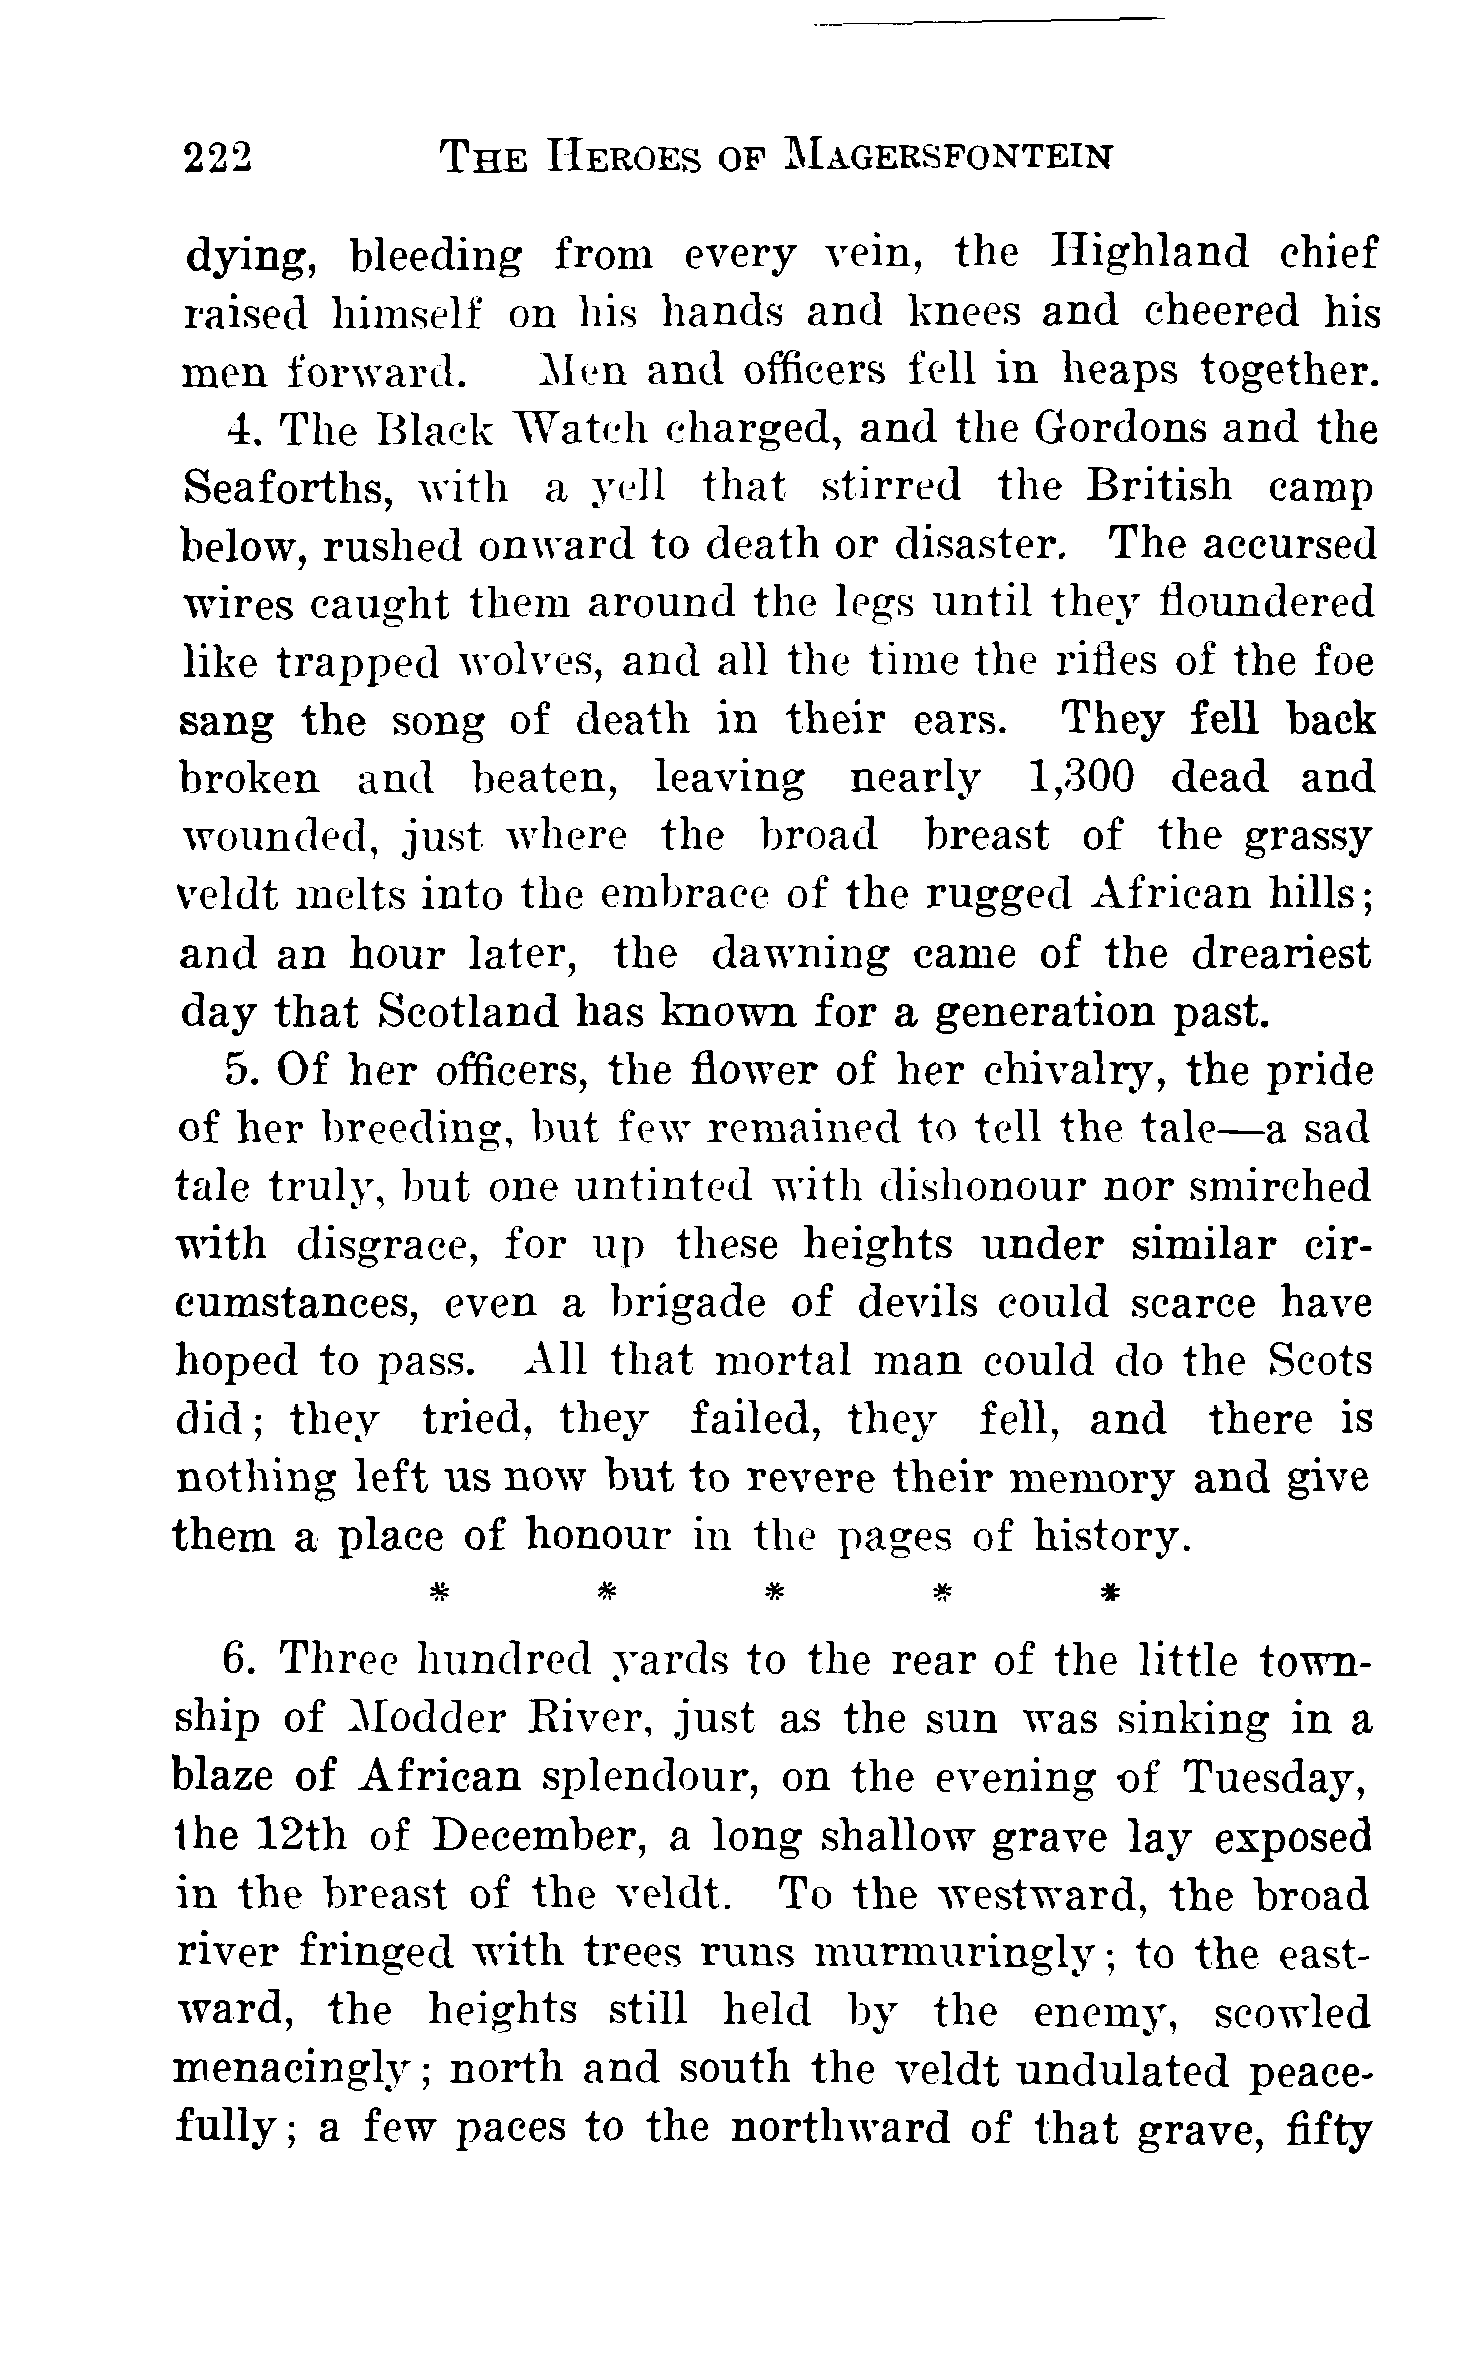 222 THE HEROES OF MAGERSFONTEIN
dying, bleeding from every vein, the Highland chief
raised himself on his hands and knees and cheered his
men forward. Men and officers fell in heaps together.
4. The Black Watch charged, and the Gordons and the
Seaforths, with a yell that stirred the British camp
below, rushed onward to death or disaster. The accursed
wires caught them around the legs until they floundered
like trapped wolves, and all the time the rifles of the foe
sang the song of death in their ears. They fell back
broken and beaten, leaving nearly 1,300 dead and
wounded, just where the broad breast of the grassy
veldt melts into the embrace of the rugged African hills;
and an hour later, the dawning came of the dreariest
day that Scotland has known for a generation past.
5. Of her officers, the flower of her chivalry, the pride
of her breeding, but few remained to tell the tale—a sad
tale truly, but one untinted with dishonour nor smirched
with disgrace, for up these heights under similar cir-
cumstances, even a brigade of devils could scarce have
hoped to pass. All that mortal man could do the Scots
did; they tried, they failed, they fell, and there is
nothing left us now but to revere their memory and give
them a place of honour in the pages of history.
* * * * *
6. Three hundred yards to the rear of the little town-
ship of Modder River, just as the sun was sinking in a
blaze of African splendour, on the evening of Tuesday,
the 12th of December, a long shallow grave lay exposed
in the breast of the veldt. To the westward, the broad
river fringed with trees runs murmuringly; to the east-
ward, the heights still held by the enemy, scowled
menacingly; north and south the veldt undulated peace-
fully; a few paces to the northward of that grave, fifty